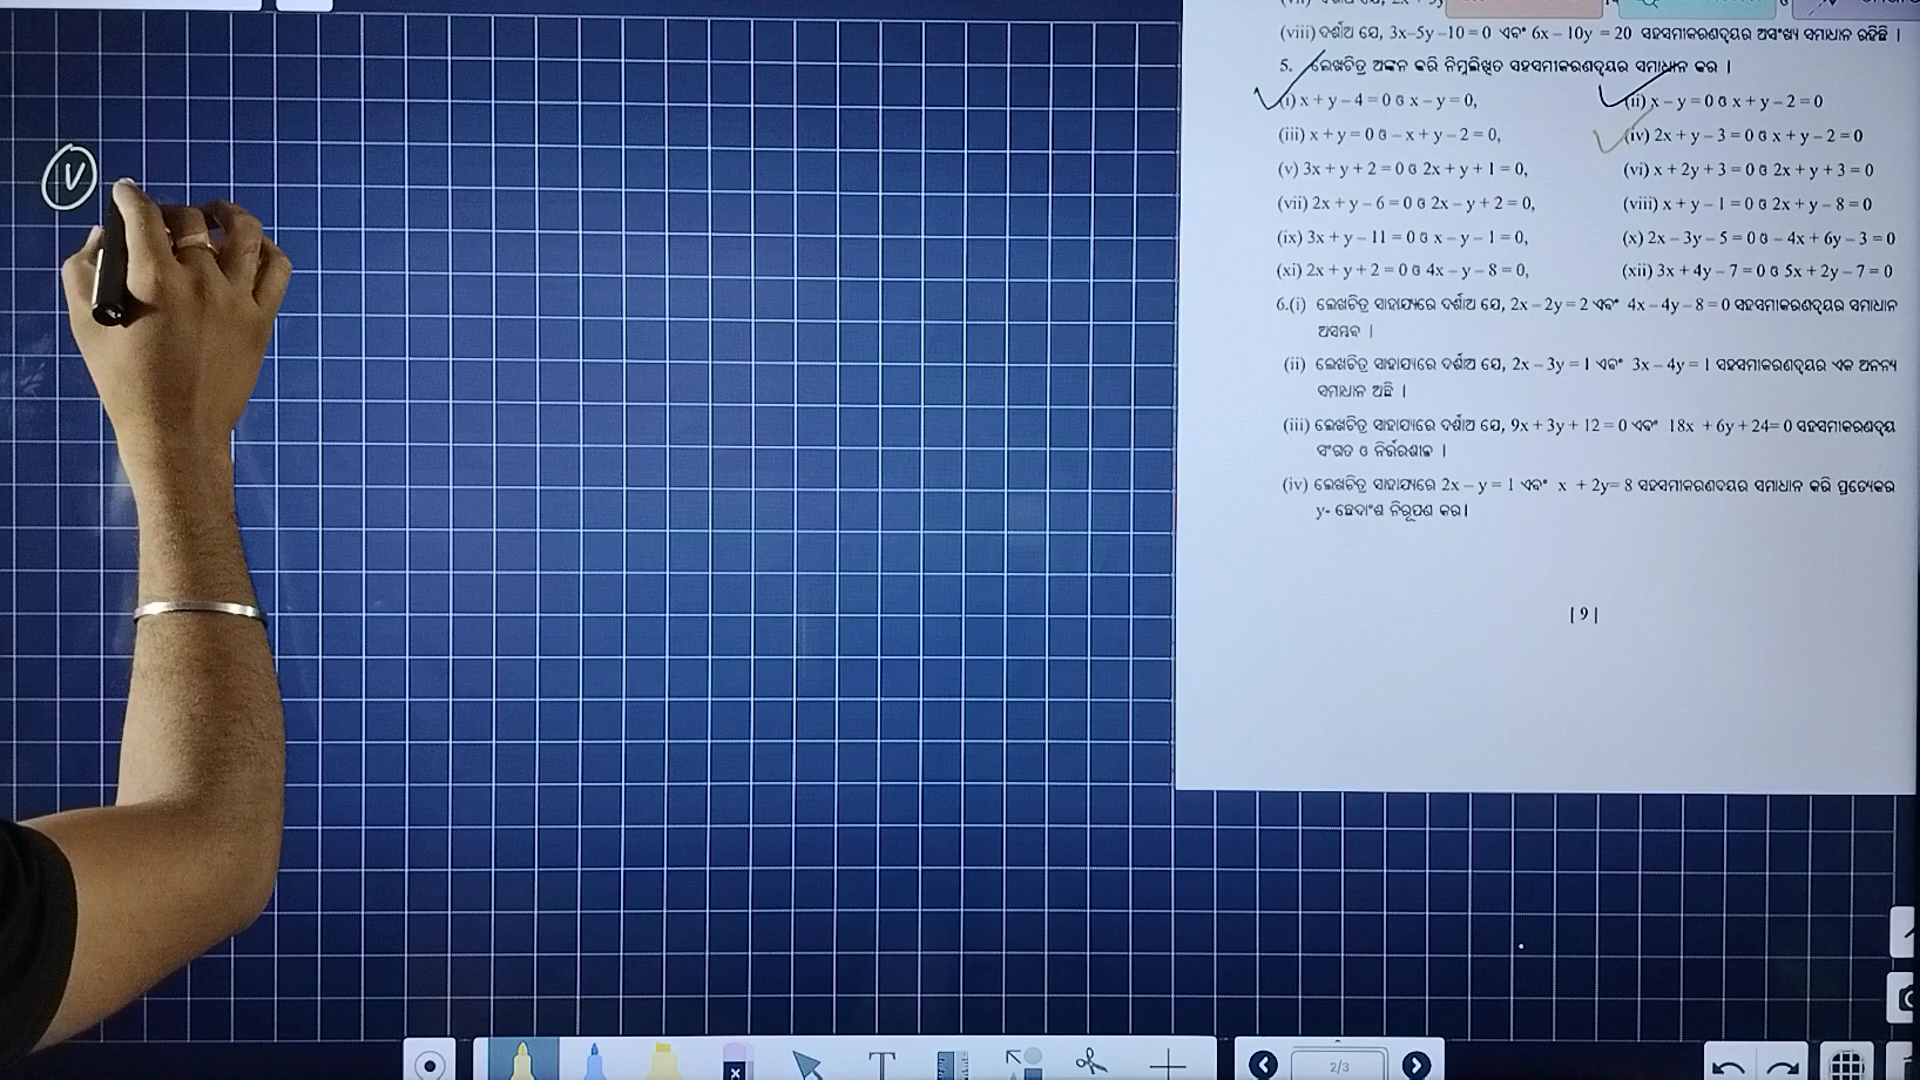 (viii) ଦର୍ଶାଅ ଯେ, 3x–5y –10 = 0 ଏବଂ 6x – 10y = 20 ସହସମୀକରଣଦ୍ୱୟର ଅସଂଖ୍ୟ ସମାଧାନ ରହିଛି ।
5. ଲେଖଚିତ୍ର ଅଙ୍କନ କରି ନିମ୍ନଲିଖିତ ସହସମୀକରଣଦ୍ୱୟର ସମାଧାନ କର ।
(i) x + y – 4 = 0 ଓ x – y = 0, (ii) x – y = 0 ଓ x + y – 2 = 0
(iii) x + y = 0 ଓ – x + y – 2 = 0, (iv) 2x + y – 3 = 0 ଓ x + y – 2 = 0
(v) 3x + y + 2 = 0 ଓ 2x + y + 1 = 0, (vi) x + 2y + 3 = 0 ଓ 2x + y + 3 = 0
(vii) 2x + y – 6 = 0 ଓ 2x – y + 2 = 0, (viii) x + y – 1 = 0 ଓ 2x + y – 8 = 0
(ix) 3x + y – 11 = 0 ଓ x – y – 1 = 0, (x) 2x – 3y – 5 = 0 ଓ – 4x + 6y – 3 = 0
(xi) 2x + y + 2 = 0 ଓ 4x – y – 8 = 0, (xii) 3x + 4y – 7 = 0 ଓ 5x + 2y – 7 = 0
6.(i) ଲେଖଚିତ୍ର ସାହାଯ୍ୟରେ ଦର୍ଶାଅ ଯେ, 2x – 2y = 2 ଏବଂ 4x – 4y – 8 = 0 ସହସମୀକରଣଦ୍ୱୟର ସମାଧାନ
ଅସମ୍ଭବ ।
(ii) ଲେଖଚିତ୍ର ସାହାଯ୍ୟରେ ଦର୍ଶାଅ ଯେ, 2x – 3y = 1 ଏବଂ 3x – 4y = 1 ସହସମୀକରଣଦ୍ୱୟର ଏକ ଅନନ୍ୟ
ସମାଧାନ ଅଛି ।
(iii) ଲେଖଚିତ୍ର ସାହାଯ୍ୟରେ ଦର୍ଶାଅ ଯେ, 9x + 3y + 12 = 0 ଏବଂ 18x + 6y + 24= 0 ସହସମୀକରଣଦ୍ୱୟ
ସଂଗତ ଓ ନିର୍ଭରଶୀଳ ।
(iv) ଲେଖଚିତ୍ର ସାହାଯ୍ୟରେ 2x – y = 1 ଏବଂ x + 2y= 8 ସହସମୀକରଣଦ୍ୱୟର ସମାଧାନ କରି ପ୍ରତ୍ୟେକର
y- ଛେଦାଂଶ ନିରୂପଣ କର।
[ 9 ]
IV
2/3